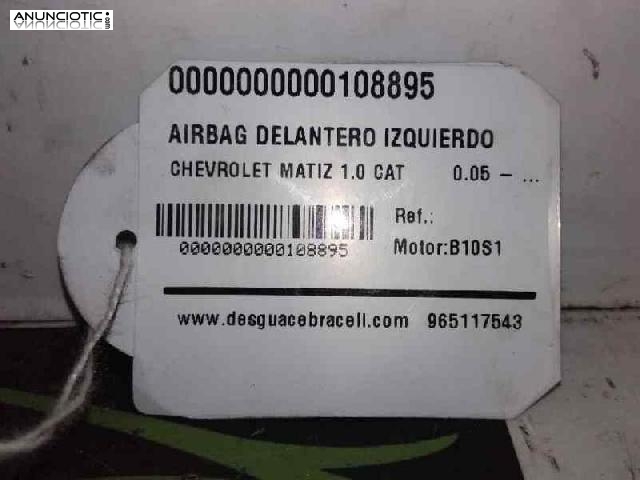 ANUNCIOTIC.es
0000000000108895
AIRBAG DELANTERO IZQUIERDO
CHEVROLET MATIZ 1.0 CAT 0.05 - ...
Ref.:
0000000000108895
Motor:B10S1
www.desguacebracell.com 965117543